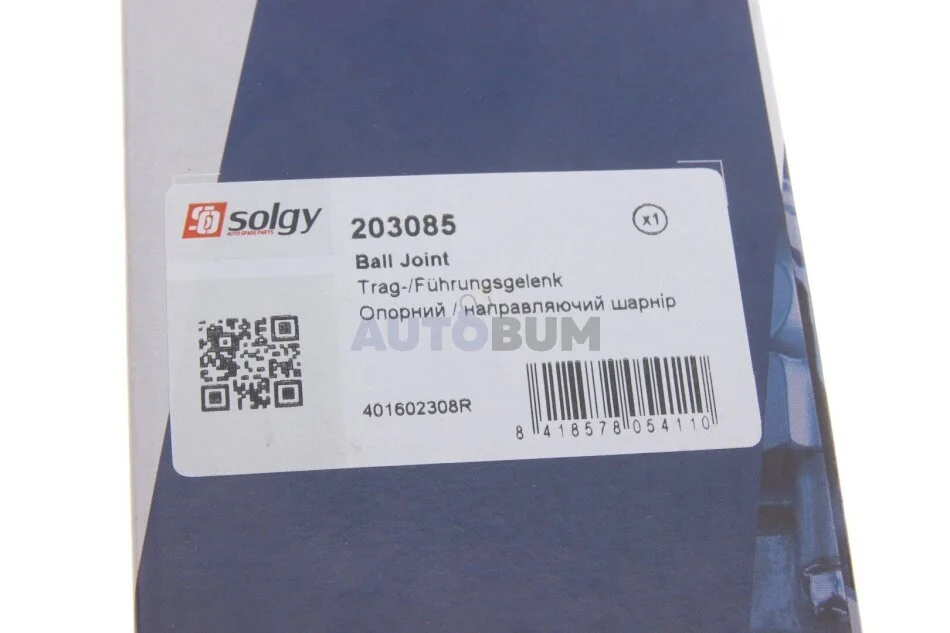 solgy
AUTO SPARE PARTS
203085
x1
Ball Joint
Trag-/Führungsgelenk
Опорний / направляючий шарнір
AUTOBUM
401602308R
8 418578 054110